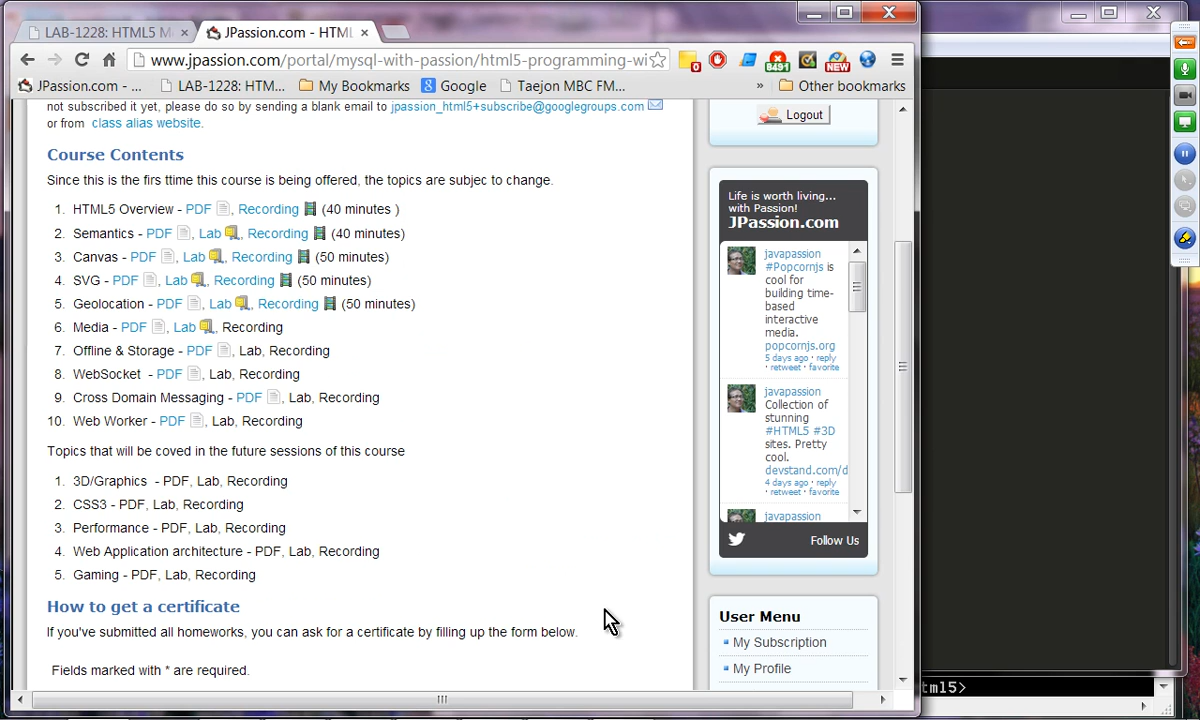 LAB-1228: HTML5 M
JPassion.com - HTML
www.jpassion.com/portal/mysql-with-passion/html5-programming-wi
0
8491
NEW
JPassion.com - ...
LAB-1228: HTM...
My Bookmarks
Google
Taejon MBC FM...
»
Other bookmarks
not subscribed it yet, please do so by sending a blank email to jpassion_html5+subscribe@googlegroups.com
or from class alias website.
Course Contents
Since this is the firs ttime this course is being offered, the topics are subjec to change.
1. HTML5 Overview - PDF , Recording (40 minutes )
2. Semantics - PDF , Lab , Recording (40 minutes)
3. Canvas - PDF , Lab , Recording (50 minutes)
4. SVG - PDF , Lab , Recording (50 minutes)
5. Geolocation - PDF , Lab , Recording (50 minutes)
6. Media - PDF , Lab , Recording
7. Offline & Storage - PDF , Lab, Recording
8. WebSocket - PDF , Lab, Recording
9. Cross Domain Messaging - PDF , Lab, Recording
10. Web Worker - PDF , Lab, Recording
Topics that will be coved in the future sessions of this course
1. 3D/Graphics - PDF, Lab, Recording
2. CSS3 - PDF, Lab, Recording
3. Performance - PDF, Lab, Recording
4. Web Application architecture - PDF, Lab, Recording
5. Gaming - PDF, Lab, Recording
How to get a certificate
If you've submitted all homeworks, you can ask for a certificate by filling up the form below.
Fields marked with * are required.
Logout
Life is worth living...
with Passion!
JPassion.com
javapassion
#Popcornjs is
cool for
building time-
based
interactive
media.
popcornjs.org
5 days ago · reply
· retweet · favorite
javapassion
Collection of
stunning
#HTML5 #3D
sites. Pretty
cool.
devstand.com/d
4 days ago · reply
· retweet · favorite
javapassion
Follow Us
User Menu
My Subscription
My Profile
tml5>